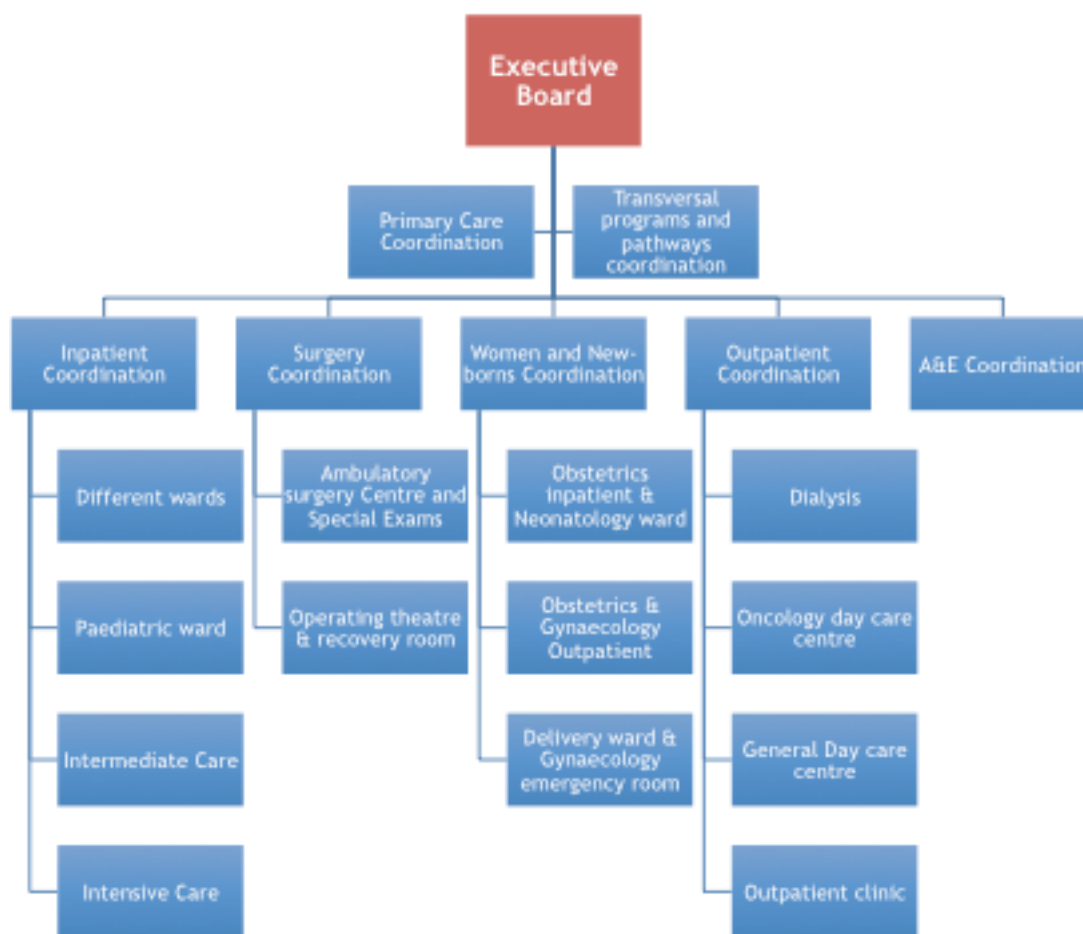 Executive
Board
Primary Care
Coordination
Transversal
programs and
pathways
coordination
Inpatient
Coordination
Surgery
Coordination
Women and New-
borns Coordination
Outpatient
Coordination
A&E Coordination
Different wards
Ambulatory
surgery Centre and
Special Exams
Obstetrics
inpatient &
Neonatology ward
Dialysis
Paediatric ward
Operating theatre
& recovery room
Obstetrics &
Gynaecology
Outpatient
Oncology day care
centre
Intermediate Care
Delivery ward &
Gynaecology
emergency room
General Day care
centre
Intensive Care
Outpatient clinic